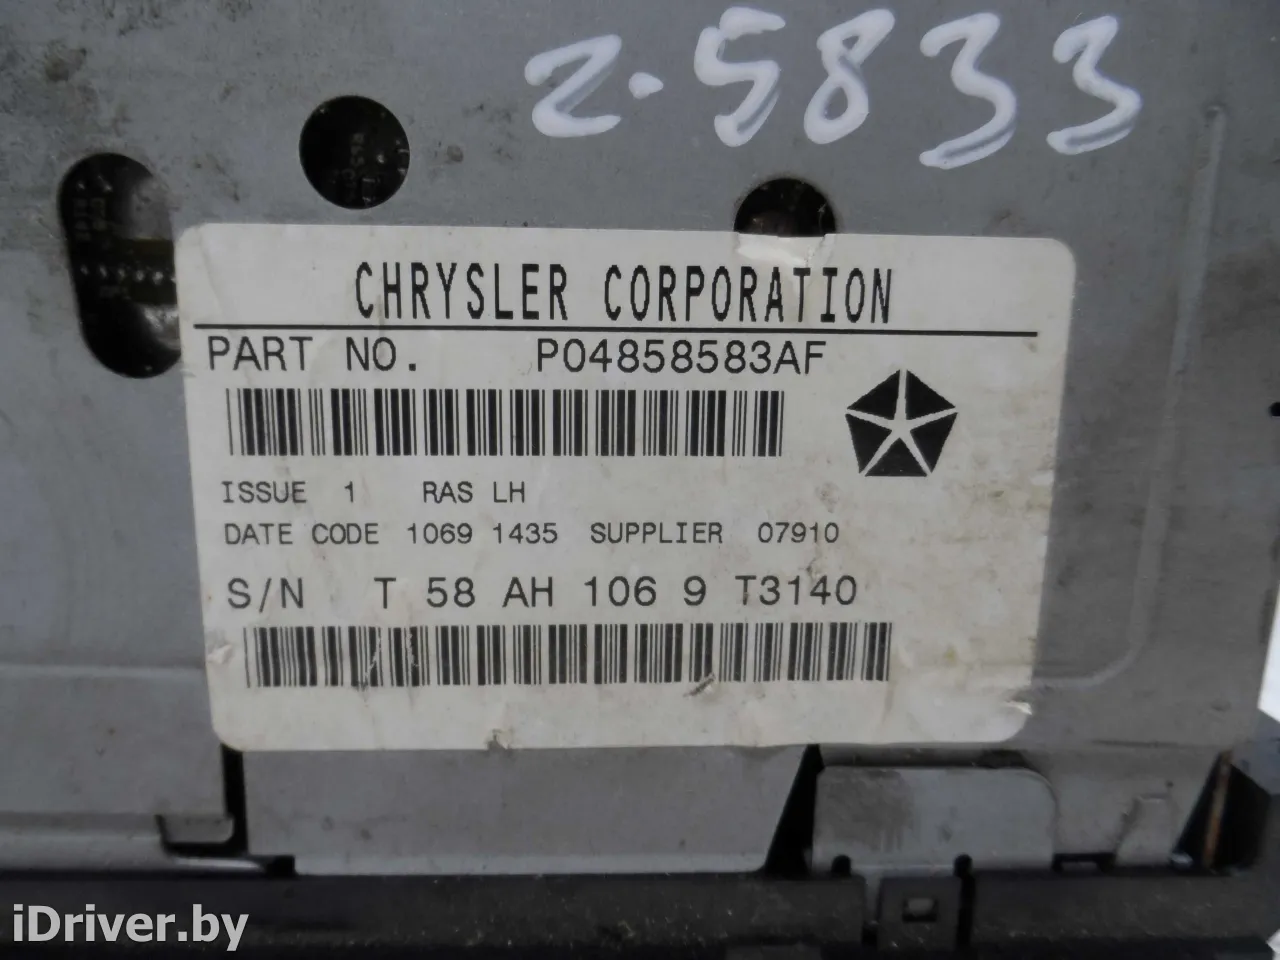 2.5833
CHRYSLER CORPORATION
PART NO. P04858583AF
ISSUE 1 RAS LH
DATE CODE 1069 1435 SUPPLIER 07910
S/N T 58 AH 106 9 T3140
iDriver.by